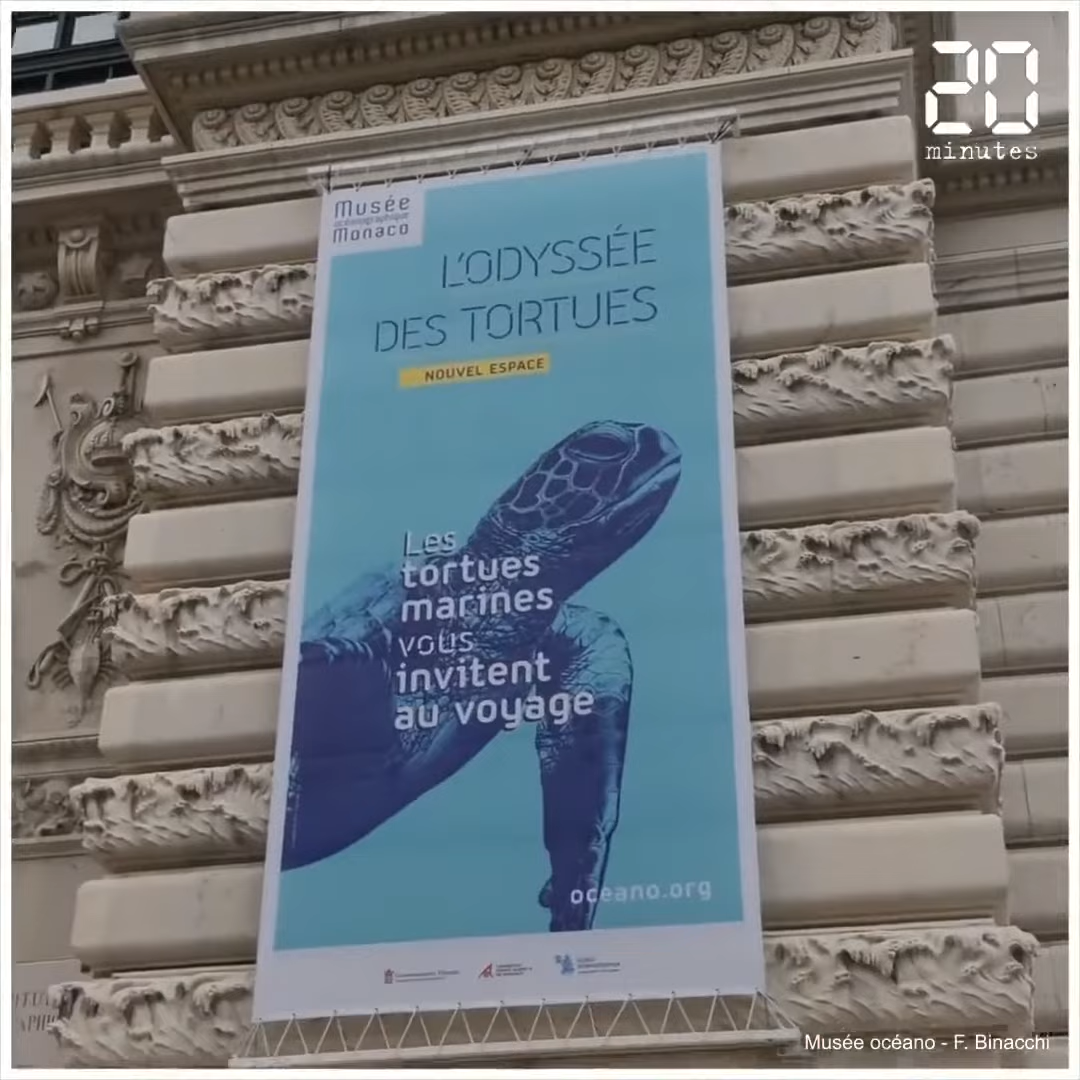 20
minutes
Musée
océanographique
Monaco
L'ODYSSÉE
DES TORTUES
NOUVEL ESPACE
Les
tortues
marines
vous
invitent
au voyage
oceano.org
Musée océano - F. Binacchi